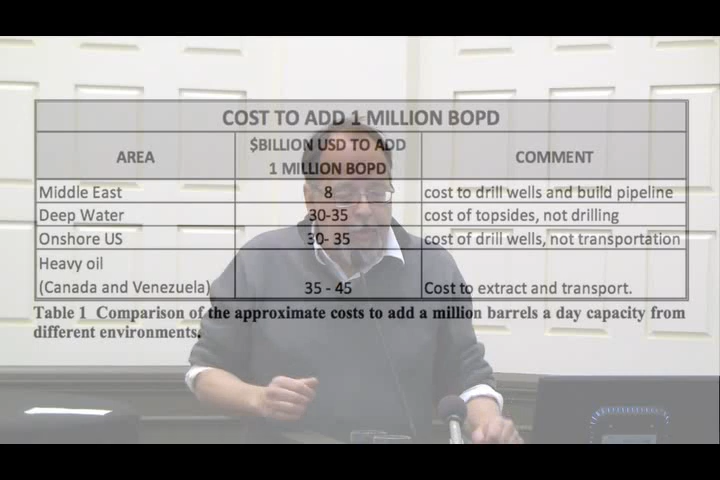 COST TO ADD 1 MILLION BOPD
AREA
$BILLION USD TO ADD
1 MILLION BOPD
COMMENT
Middle East 8 cost to drill wells and build pipeline
Deep Water 30-35 cost of topsides, not drilling
Onshore US 30- 35 cost of drill wells, not transportation
Heavy oil
(Canada and Venezuela) 35 - 45 Cost to extract and transport.
Table 1 Comparison of the approximate costs to add a million barrels a day capacity from
different environments.